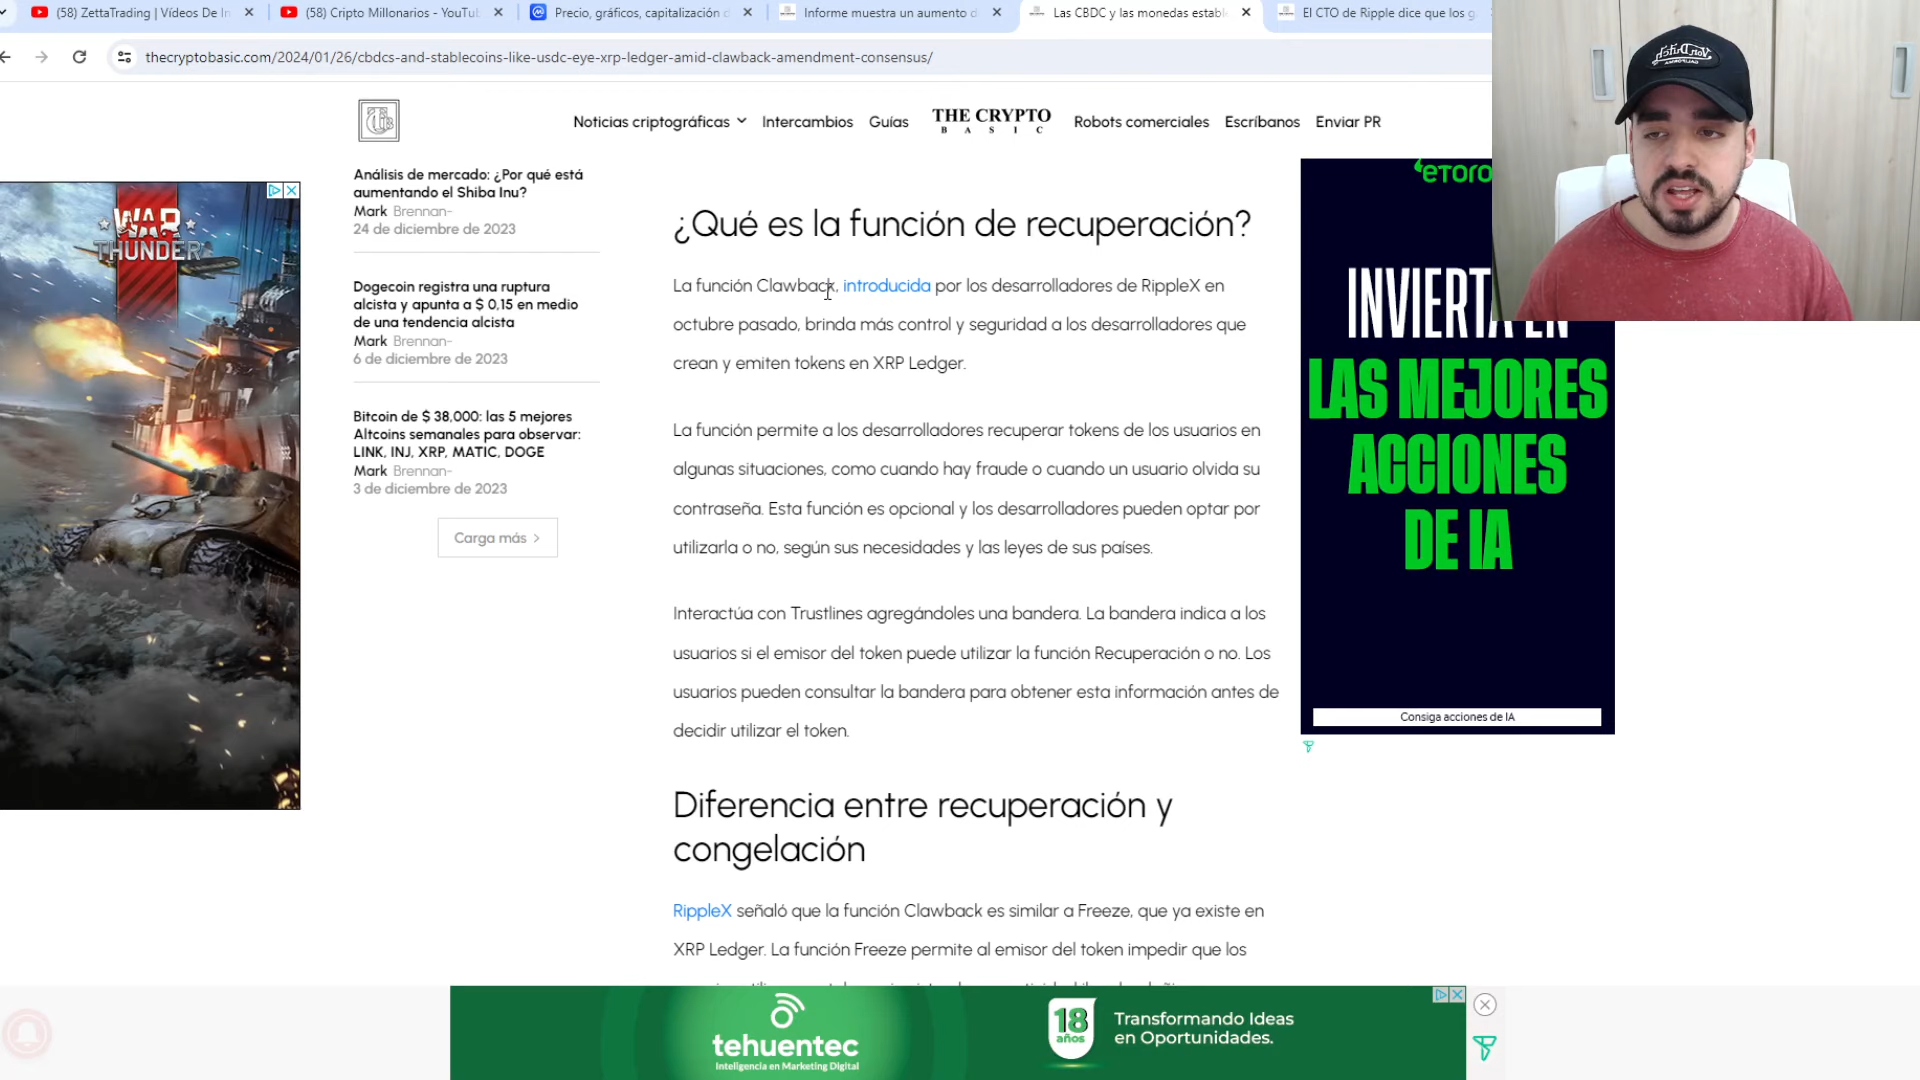 (58) ZettaTrading | Vídeos De In
(58) Cripto Millonarios - YouTub
Precio, gráficos, capitalización d
Informe muestra un aumento d
Las CBDC y las monedas estab
El CTO de Ripple dice que los g
thecryptobasic.com/2024/01/26/cbdcs-and-stablecoins-like-usdc-eye-xrp-ledger-amid-clawback-amendment-consensus/
Noticias criptográficas
Intercambios
Guías
THE CRYPTO
BASIC
Robots comerciales
Escríbanos
Enviar PR
Análisis de mercado: ¿Por qué está
aumentando el Shiba Inu?
Mark Brennan-
24 de diciembre de 2023
Dogecoin registra una ruptura
alcista y apunta a $ 0,15 en medio
de una tendencia alcista
Mark Brennan-
6 de diciembre de 2023
Bitcoin de $ 38,000: las 5 mejores
Altcoins semanales para observar:
LINK, INJ, XRP, MATIC, DOGE
Mark Brennan-
3 de diciembre de 2023
Carga más
WAR
THUNDER
¿Qué es la función de recuperación?
La función Clawback, introducida por los desarrolladores de RippleX en
octubre pasado, brinda más control y seguridad a los desarrolladores que
crean y emiten tokens en XRP Ledger.
La función permite a los desarrolladores recuperar tokens de los usuarios en
algunas situaciones, como cuando hay fraude o cuando un usuario olvida su
contraseña. Esta función es opcional y los desarrolladores pueden optar por
utilizarla o no, según sus necesidades y las leyes de sus países.
Interactúa con Trustlines agregándoles una bandera. La bandera indica a los
usuarios si el emisor del token puede utilizar la función Recuperación o no. Los
usuarios pueden consultar la bandera para obtener esta información antes de
decidir utilizar el token.
Diferencia entre recuperación y
congelación
RippleX señaló que la función Clawback es similar a Freeze, que ya existe en
XRP Ledger. La función Freeze permite al emisor del token impedir que los
etoro
INVIERTA EN
LAS MEJORES
ACCIONES
DE IA
Consiga acciones de IA
Von Dutch
tehuentec
Inteligencia en Marketing Digital
18
años
Transformando Ideas
en Oportunidades.